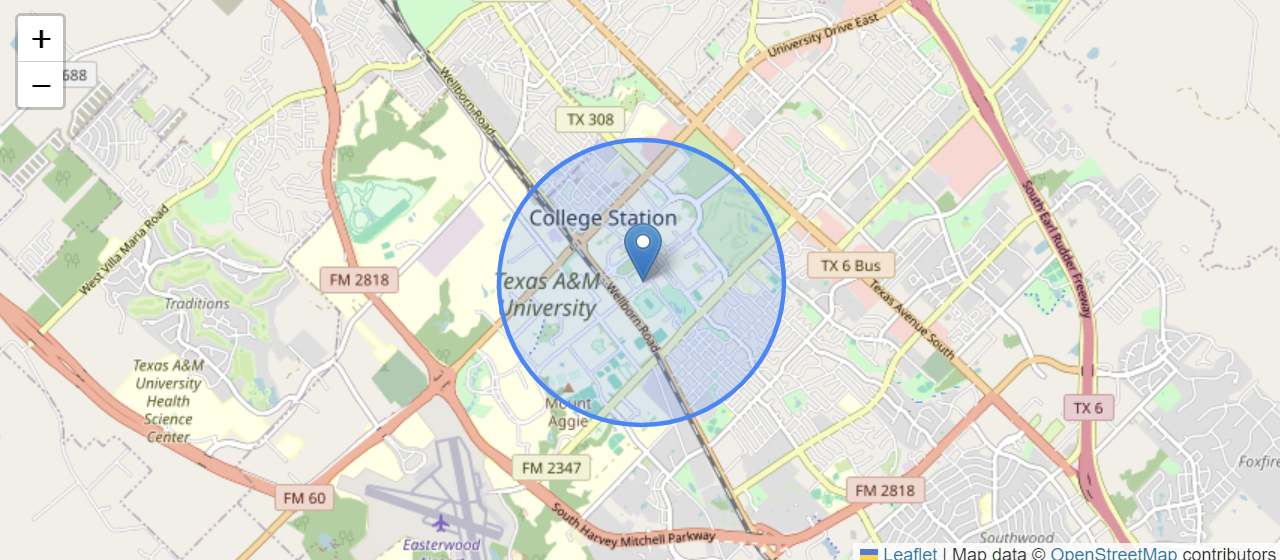 +
−
688
University Drive East
Wellborn Road
TX 308
South Earl Rudder Freeway
West Villa Maria Road
College Station
Texas A&M
University
FM 2818
TX 6 Bus
Traditions
Wellborn Road
Texas Avenue South
Texas A&M
University
Health
Science
Center
Mount
Aggie
TX 6
FM 2347
Foxfire
FM 60
FM 2818
South Harvey Mitchell Parkway
Southwood
Easterwood
Leaflet | Map data © OpenStreetMap contributors